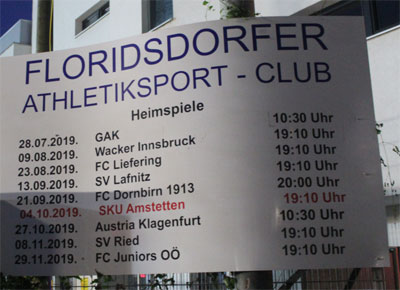 FLORIDSDORFER
ATHLETIKSPORT - CLUB
Heimspiele
28.07.2019. GAK 10:30 Uhr
09.08.2019. Wacker Innsbruck 19:10 Uhr
23.08.2019. FC Liefering 19:10 Uhr
13.09.2019. SV Lafnitz 19:10 Uhr
21.09.2019. FC Dornbirn 1913 20:00 Uhr
04.10.2019. SKU Amstetten 19:10 Uhr
27.10.2019. Austria Klagenfurt 10:30 Uhr
08.11.2019. SV Ried 19:10 Uhr
29.11.2019. FC Juniors OÖ 19:10 Uhr